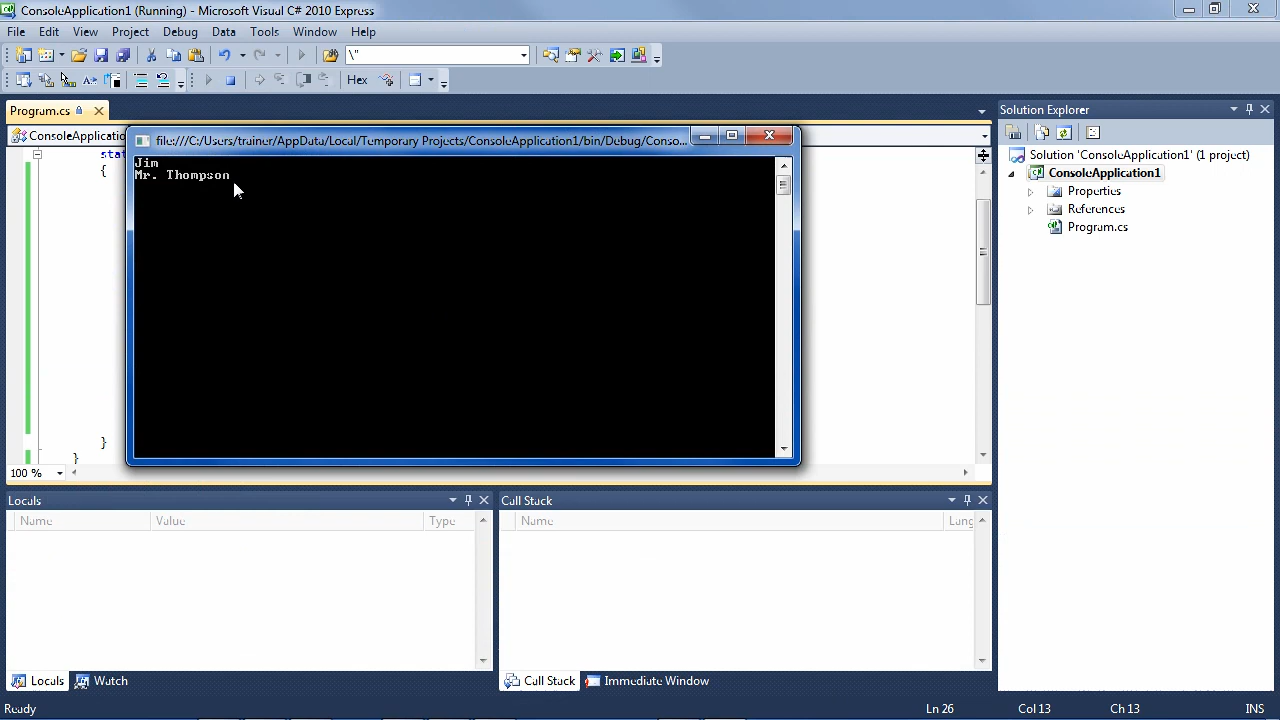 ConsoleApplication1 (Running) - Microsoft Visual C# 2010 Express
File Edit View Project Debug Data Tools Window Help
\"
Hex
Program.cs
ConsoleApplicatio
file:///C:/Users/trainer/AppData/Local/Temporary Projects/ConsoleApplication1/bin/Debug/Conso...
Jim
Mr. Thompson
stat
{
}
}
100 %
Solution Explorer
Solution 'ConsoleApplication1' (1 project)
ConsoleApplication1
Properties
References
Program.cs
Locals
Name Value Type
Call Stack
Name Lang
Locals Watch
Call Stack Immediate Window
Ready Ln 26 Col 13 Ch 13 INS